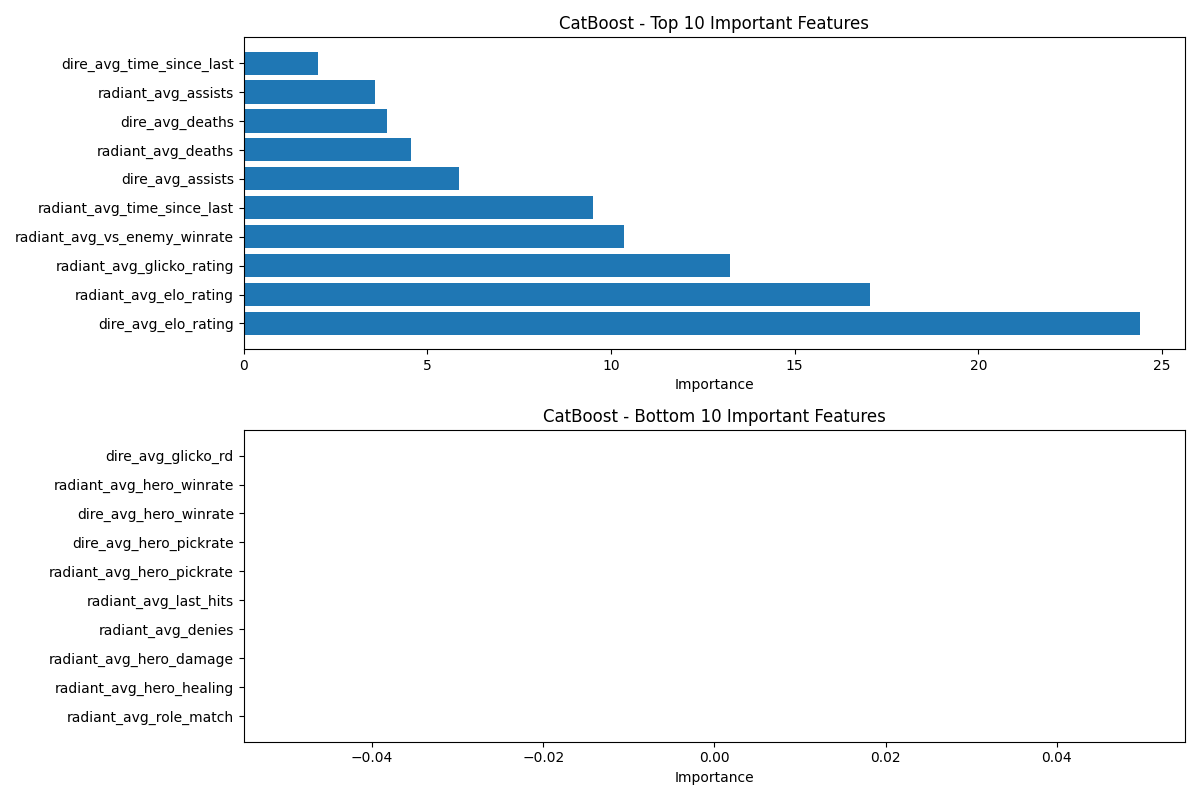 CatBoost - Top 10 Important Features
dire_avg_time_since_last
radiant_avg_assists
dire_avg_deaths
radiant_avg_deaths
dire_avg_assists
radiant_avg_time_since_last
radiant_avg_vs_enemy_winrate
radiant_avg_glicko_rating
radiant_avg_elo_rating
dire_avg_elo_rating
0 5 10 15 20 25
Importance
CatBoost - Bottom 10 Important Features
dire_avg_glicko_rd
radiant_avg_hero_winrate
dire_avg_hero_winrate
dire_avg_hero_pickrate
radiant_avg_hero_pickrate
radiant_avg_last_hits
radiant_avg_denies
radiant_avg_hero_damage
radiant_avg_hero_healing
radiant_avg_role_match
−0.04 −0.02 0.00 0.02 0.04
Importance